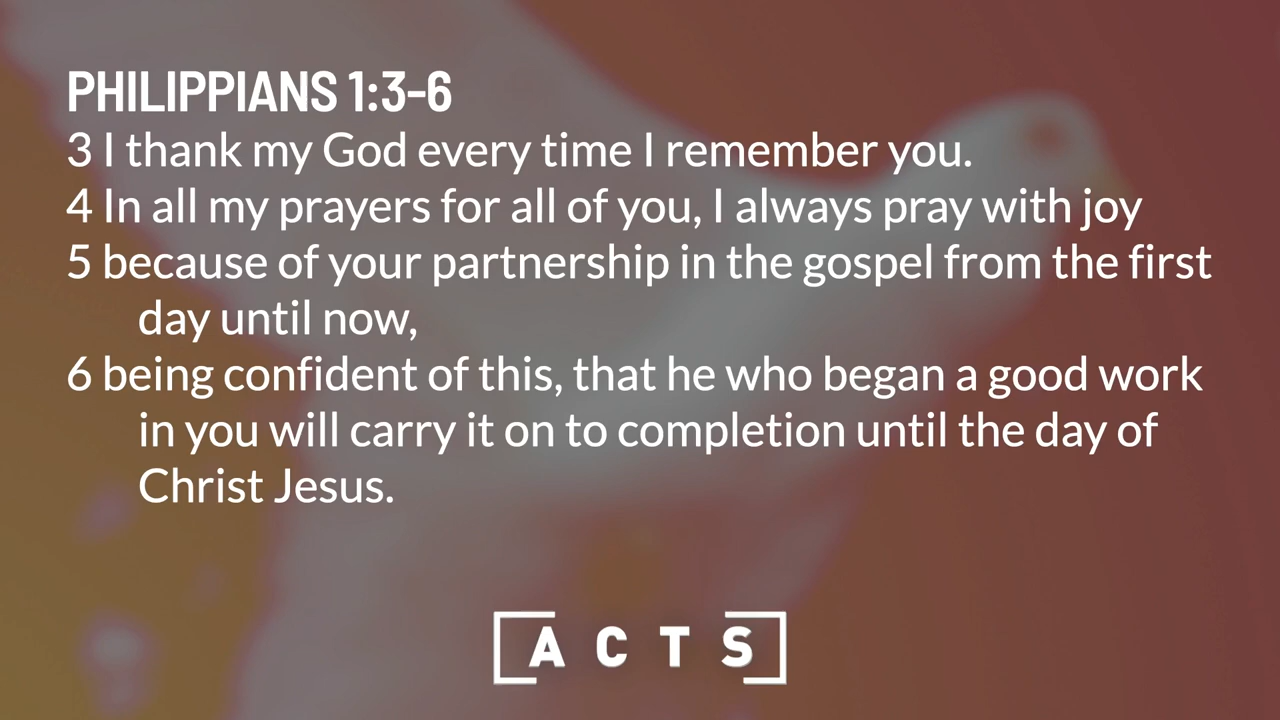 PHILIPPIANS 1:3-6
3 I thank my God every time I remember you.
4 In all my prayers for all of you, I always pray with joy
5 because of your partnership in the gospel from the first
day until now,
6 being confident of this, that he who began a good work
in you will carry it on to completion until the day of
Christ Jesus.
ACTS